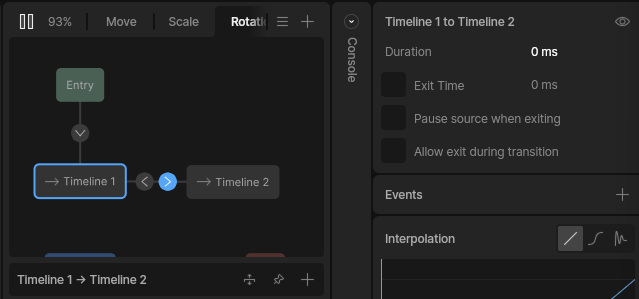 93% Move Scale Rotatio
Entry
Timeline 1
Timeline 2
Timeline 1 → Timeline 2
Console
Timeline 1 to Timeline 2
Duration 0 ms
Exit Time 0 ms
Pause source when exiting
Allow exit during transition
Events
Interpolation